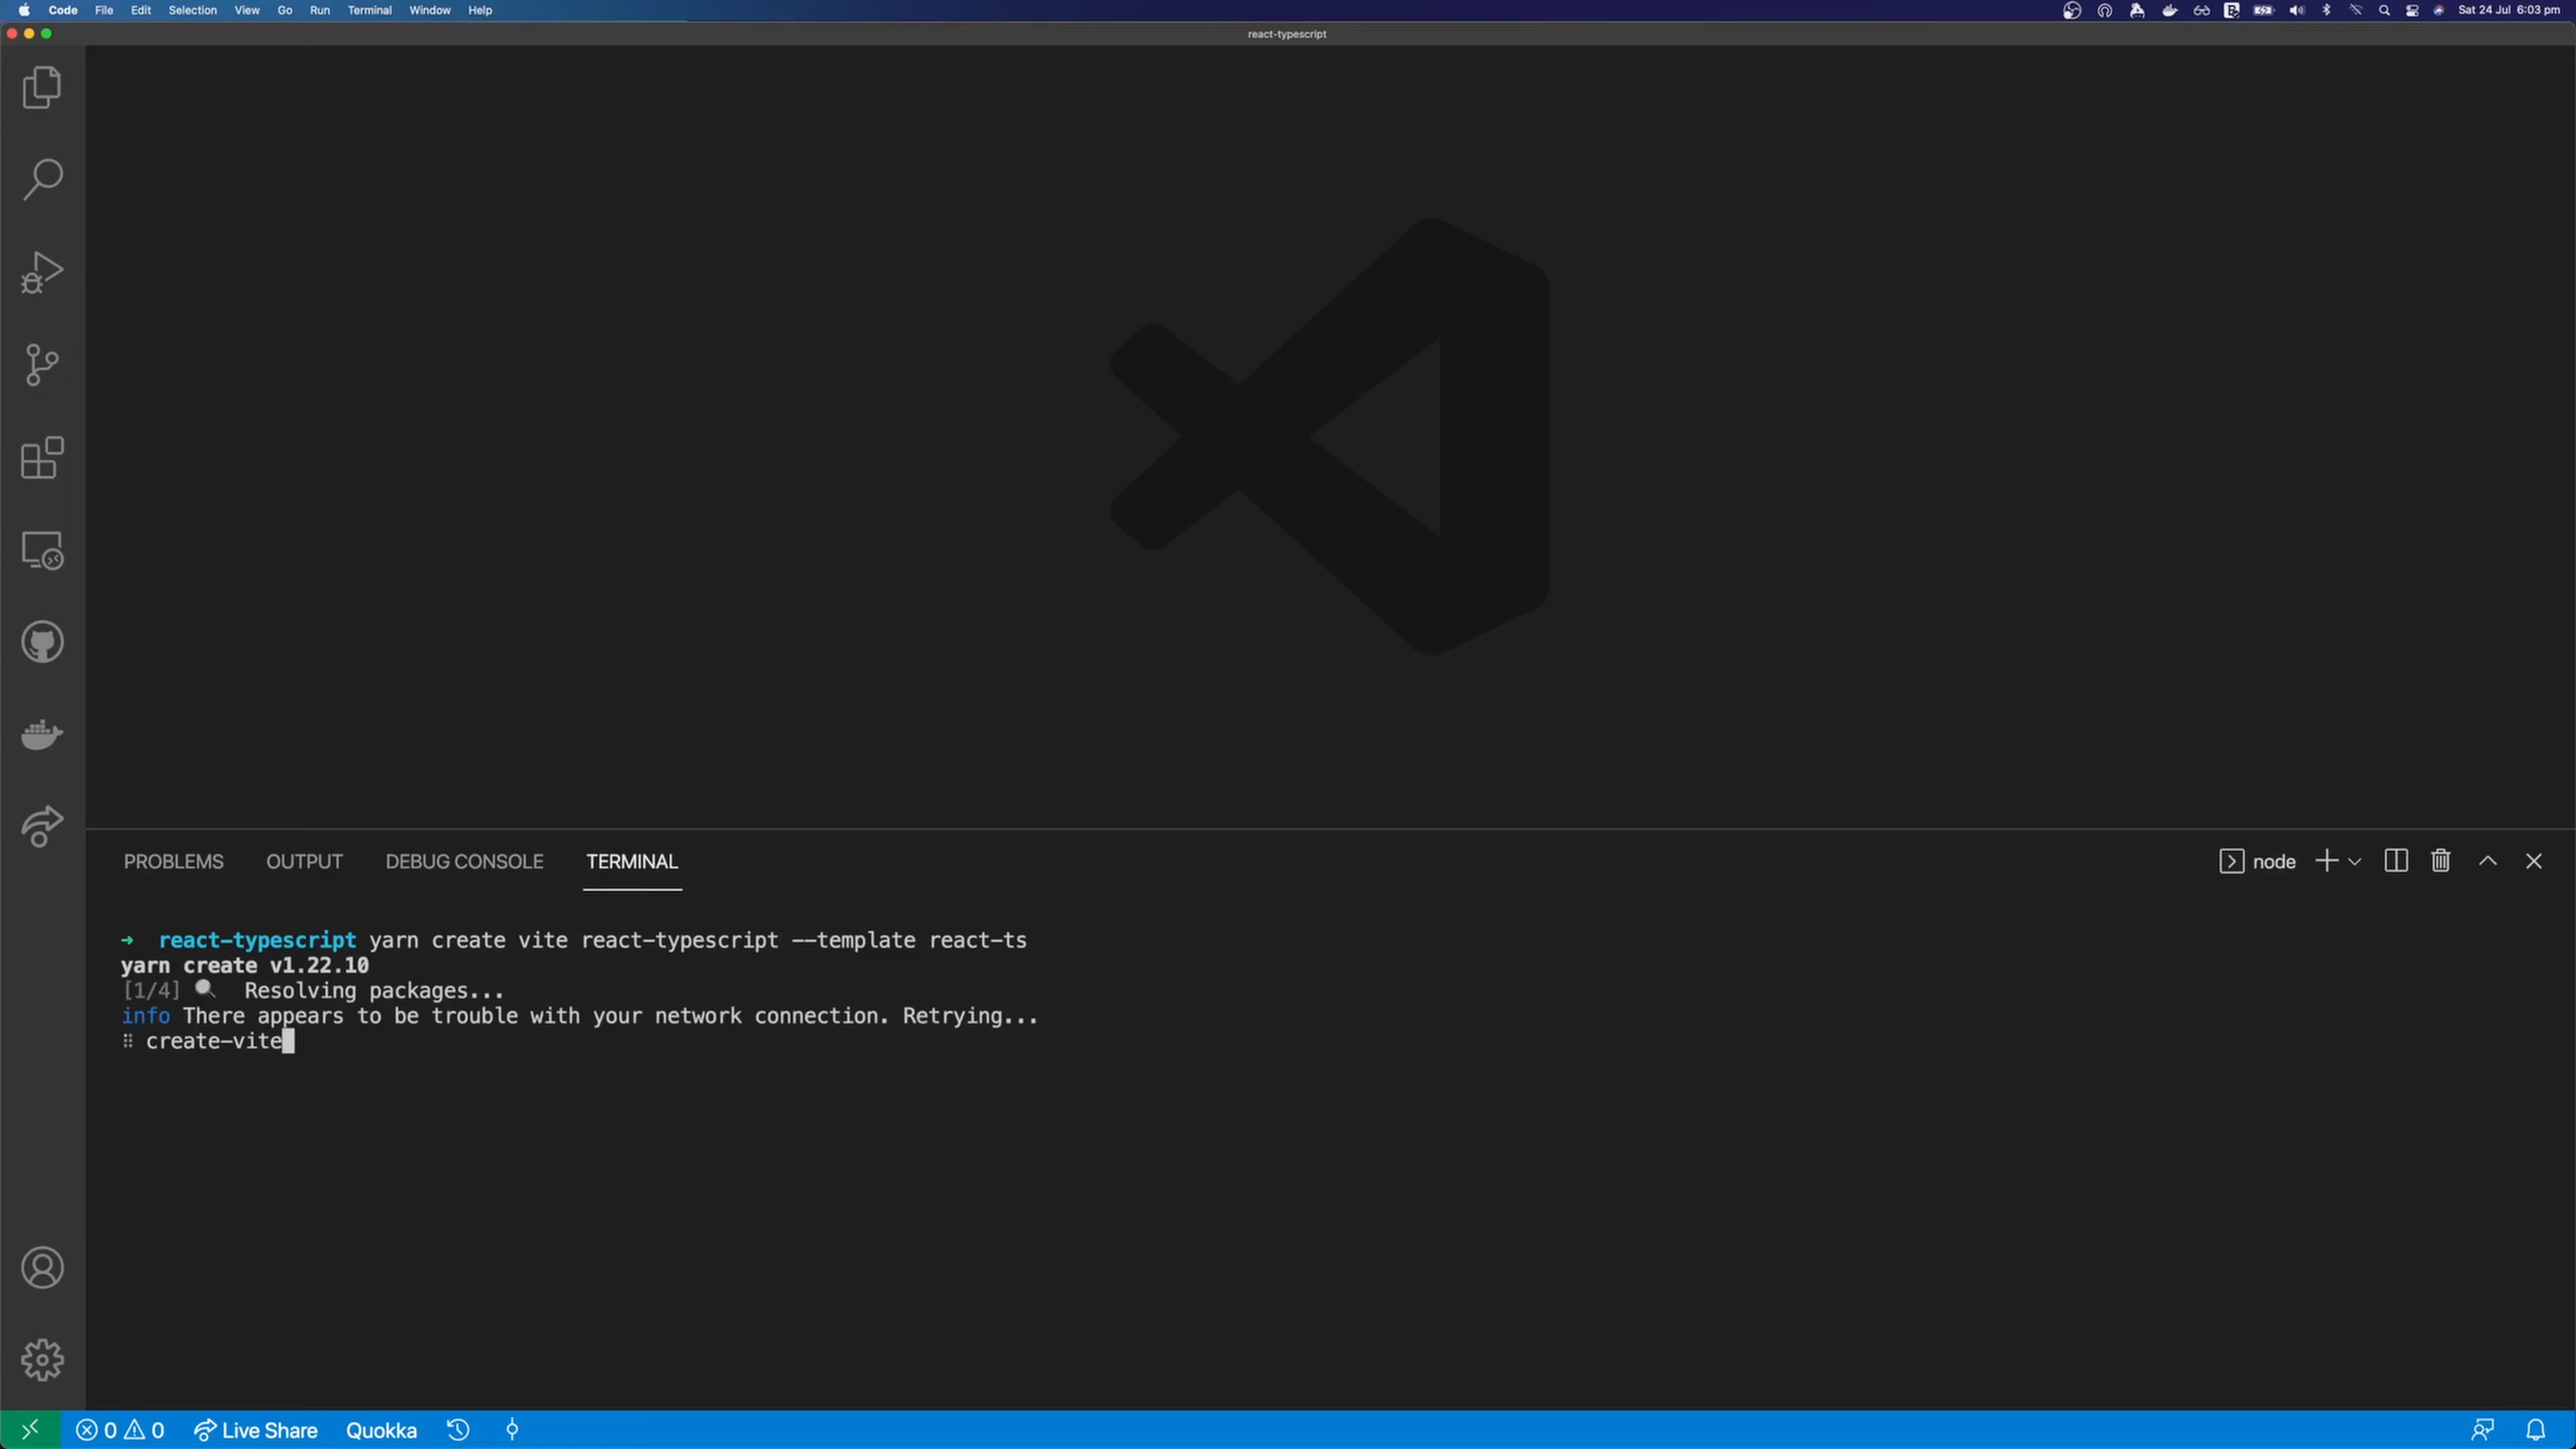 Code File Edit Selection View Go Run Terminal Window Help Sat 24 Jul 6:03 pm
react-typescript
PROBLEMS OUTPUT DEBUG CONSOLE TERMINAL node
➜ react-typescript yarn create vite react-typescript --template react-ts
yarn create v1.22.10
[1/4] 🔍 Resolving packages...
info There appears to be trouble with your network connection. Retrying...
⠿ create-vite
0 0 Live Share Quokka